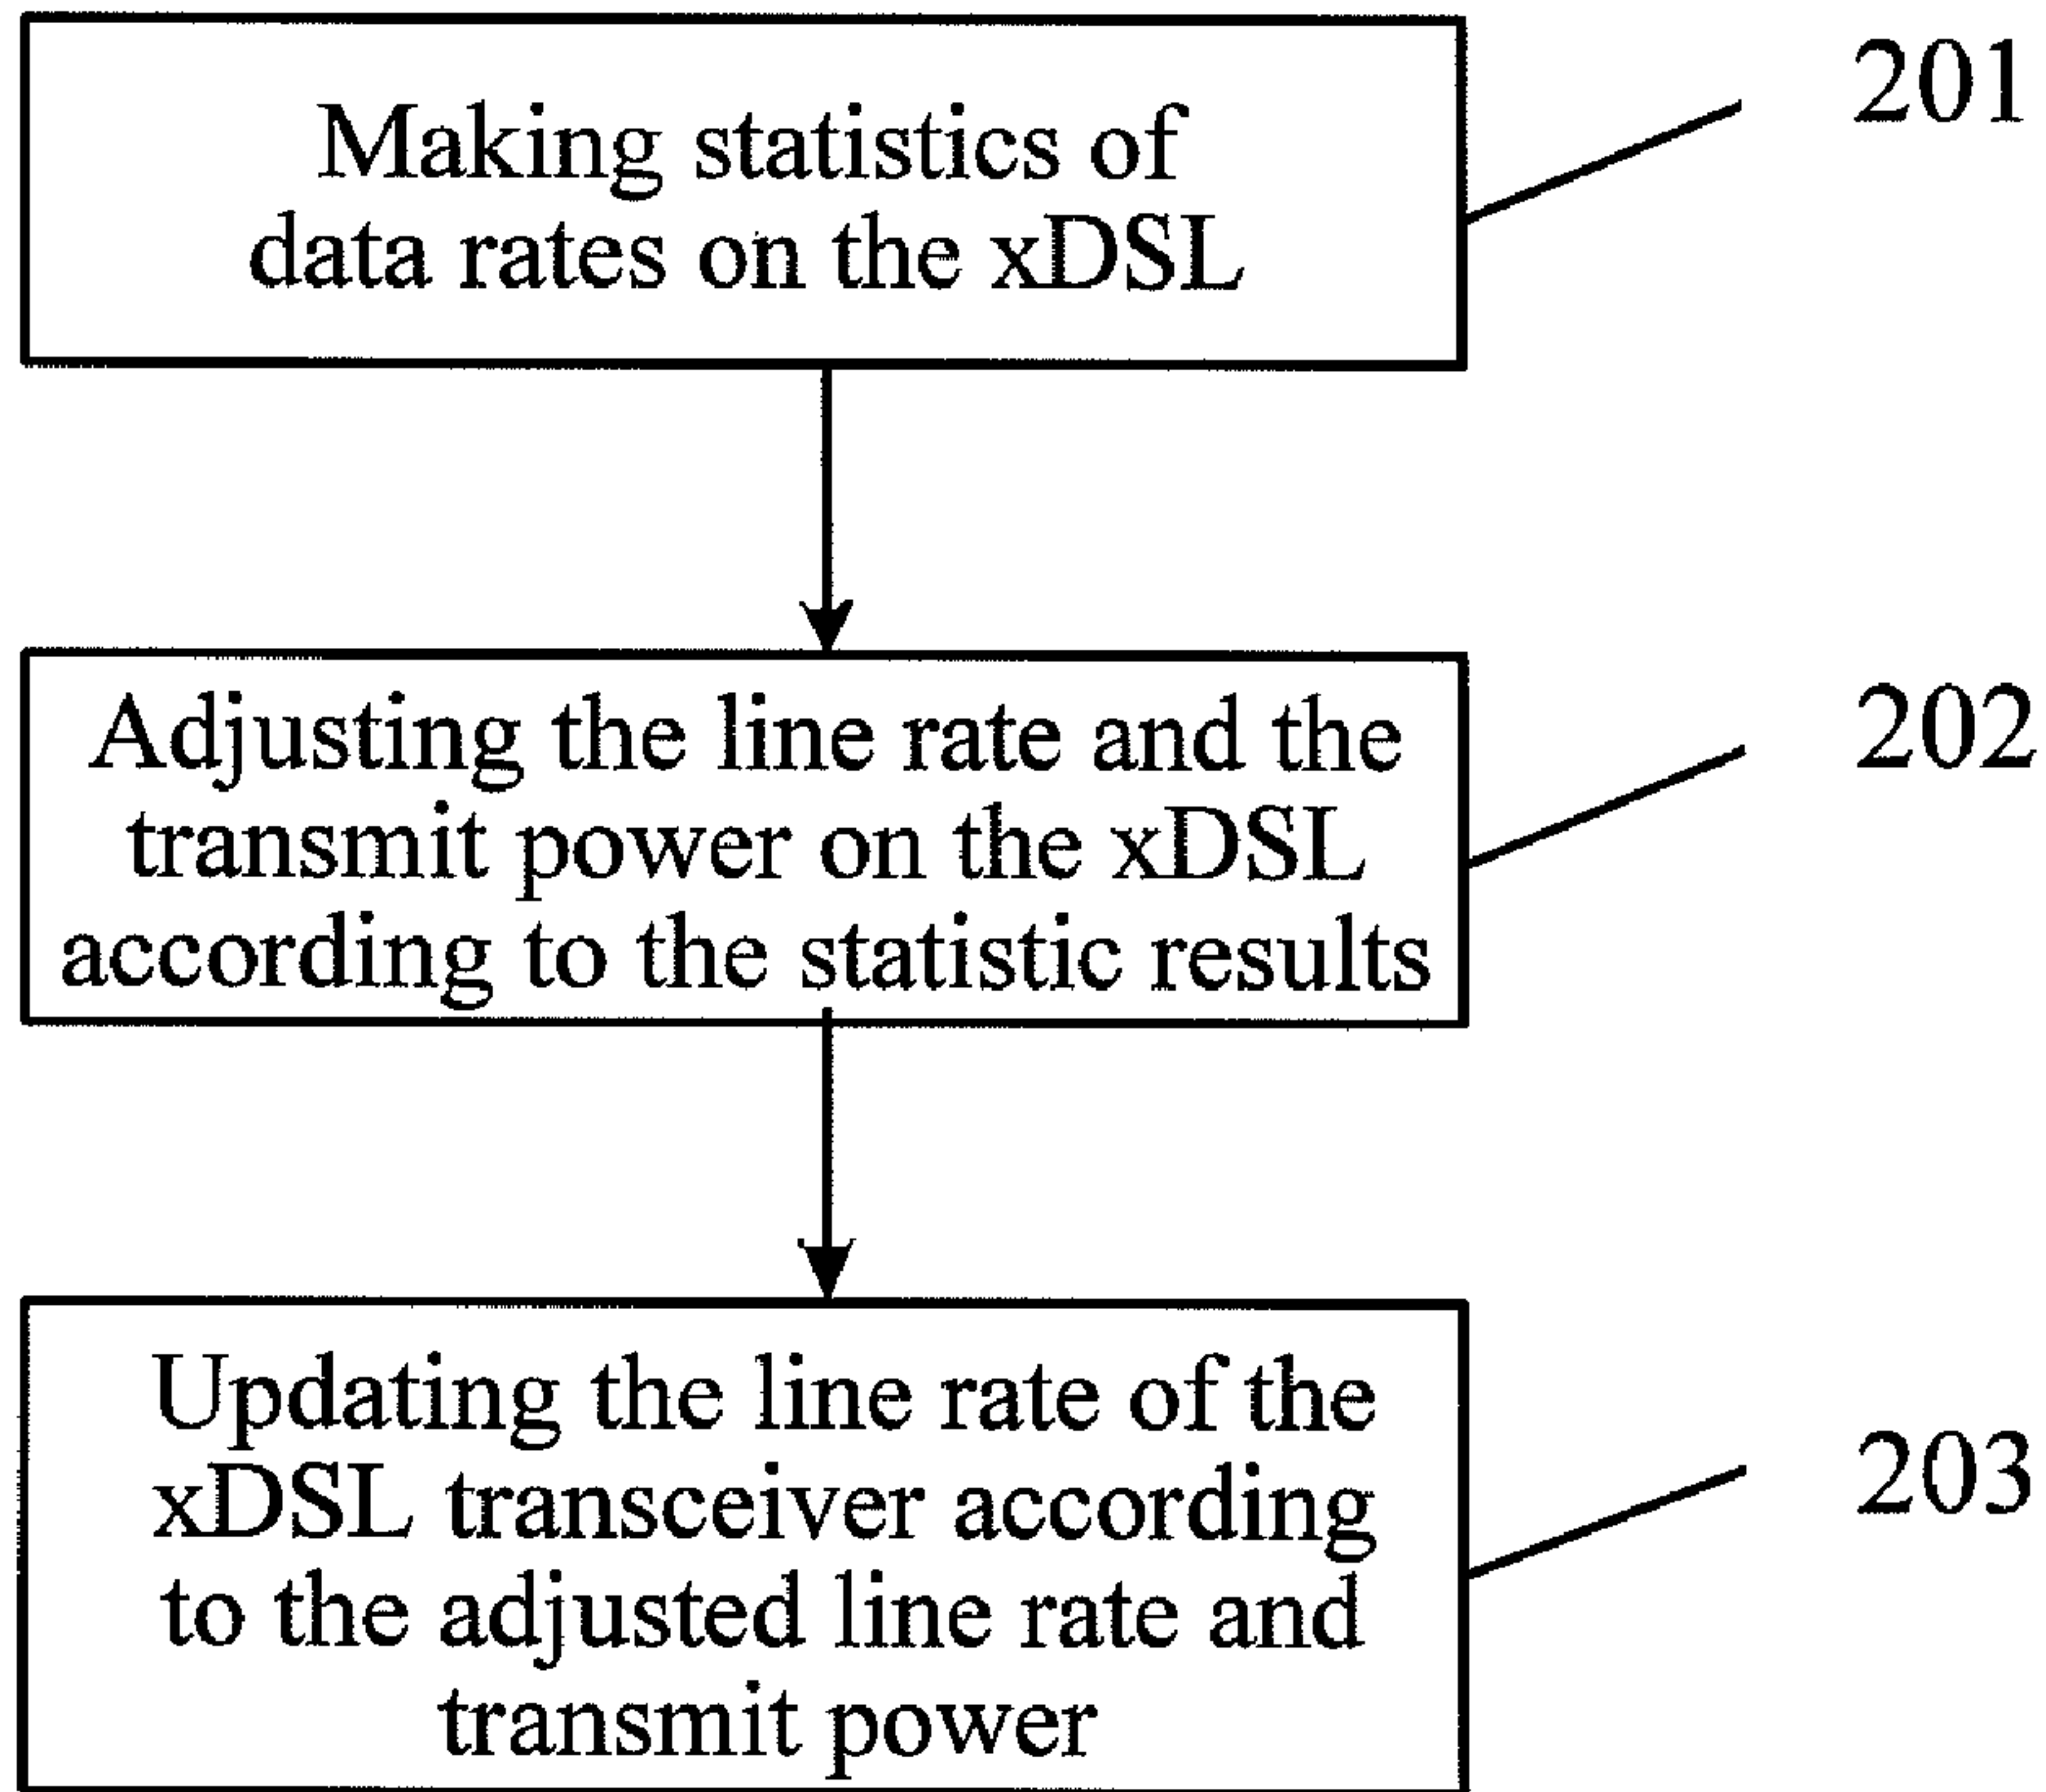 Making statistics of
data rates on the xDSL
201
Adjusting the line rate and the
transmit power on the xDSL
according to the statistic results
202
Updating the line rate of the
xDSL transceiver according
to the adjusted line rate and
transmit power
203